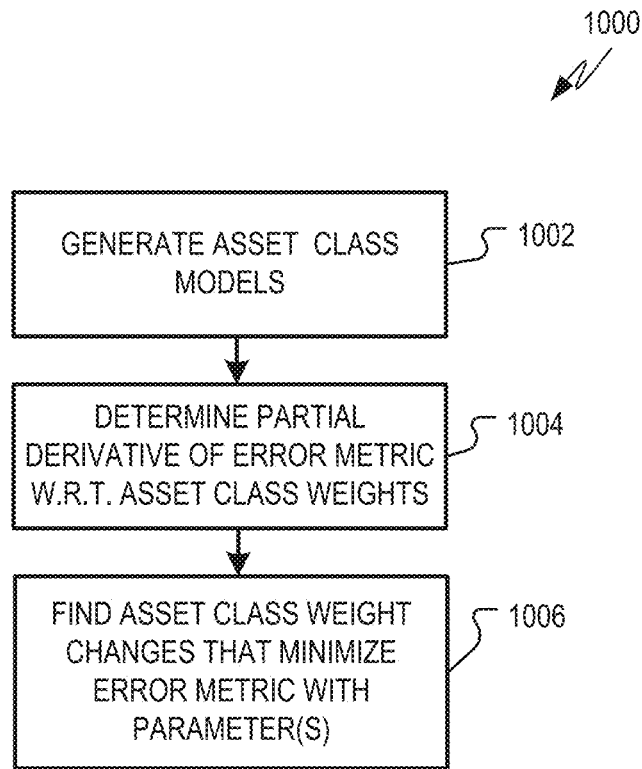 1000
GENERATE ASSET CLASS
MODELS
1002
DETERMINE PARTIAL
DERIVATIVE OF ERROR METRIC
W.R.T. ASSET CLASS WEIGHTS
1004
FIND ASSET CLASS WEIGHT
CHANGES THAT MINIMIZE
ERROR METRIC WITH
PARAMETER(S)
1006